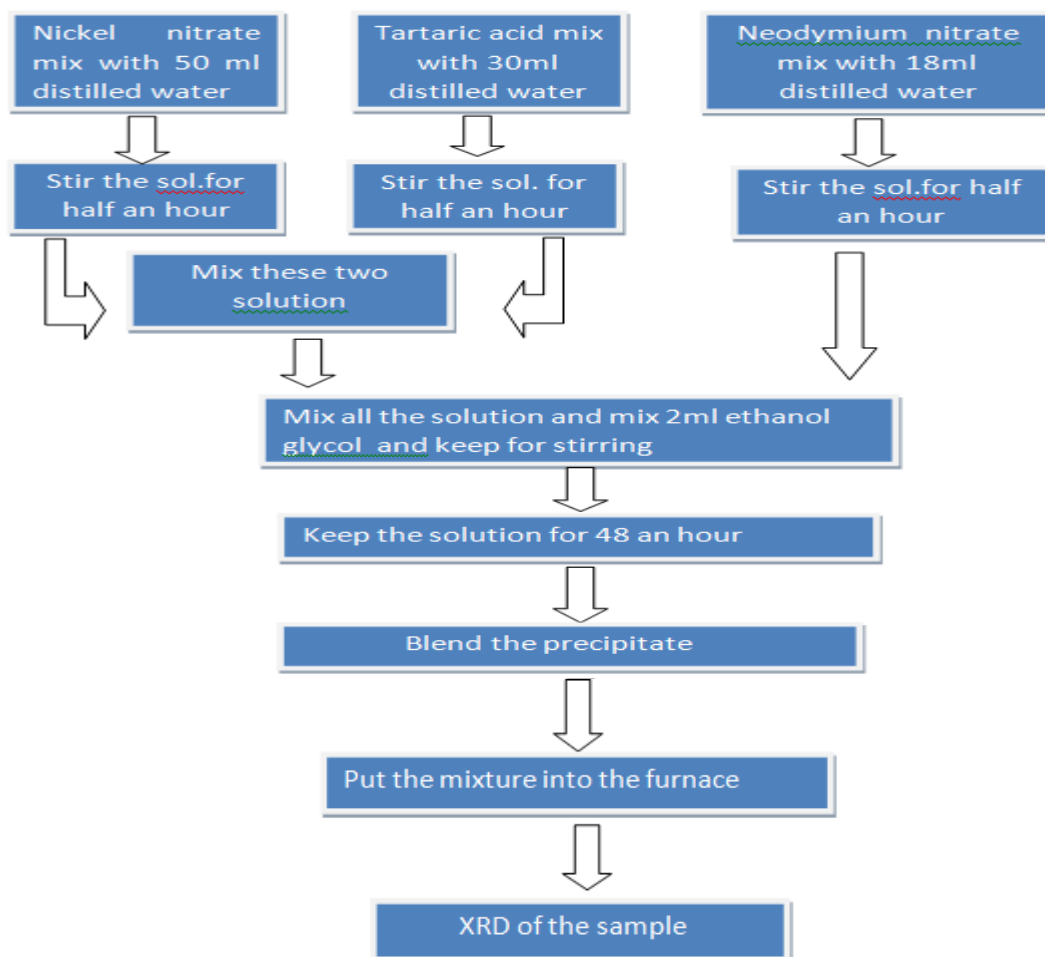 Nickel nitrate
mix with 50 ml
distilled water
Tartaric acid mix
with 30ml
distilled water
Neodymium nitrate
mix with 18ml
distilled water
Stir the sol.for
half an hour
Stir the sol. for
half an hour
Stir the sol.for half
an hour
Mix these two
solution
Mix all the solution and mix 2ml ethanol
glycol and keep for stirring
Keep the solution for 48 an hour
Blend the precipitate
Put the mixture into the furnace
XRD of the sample